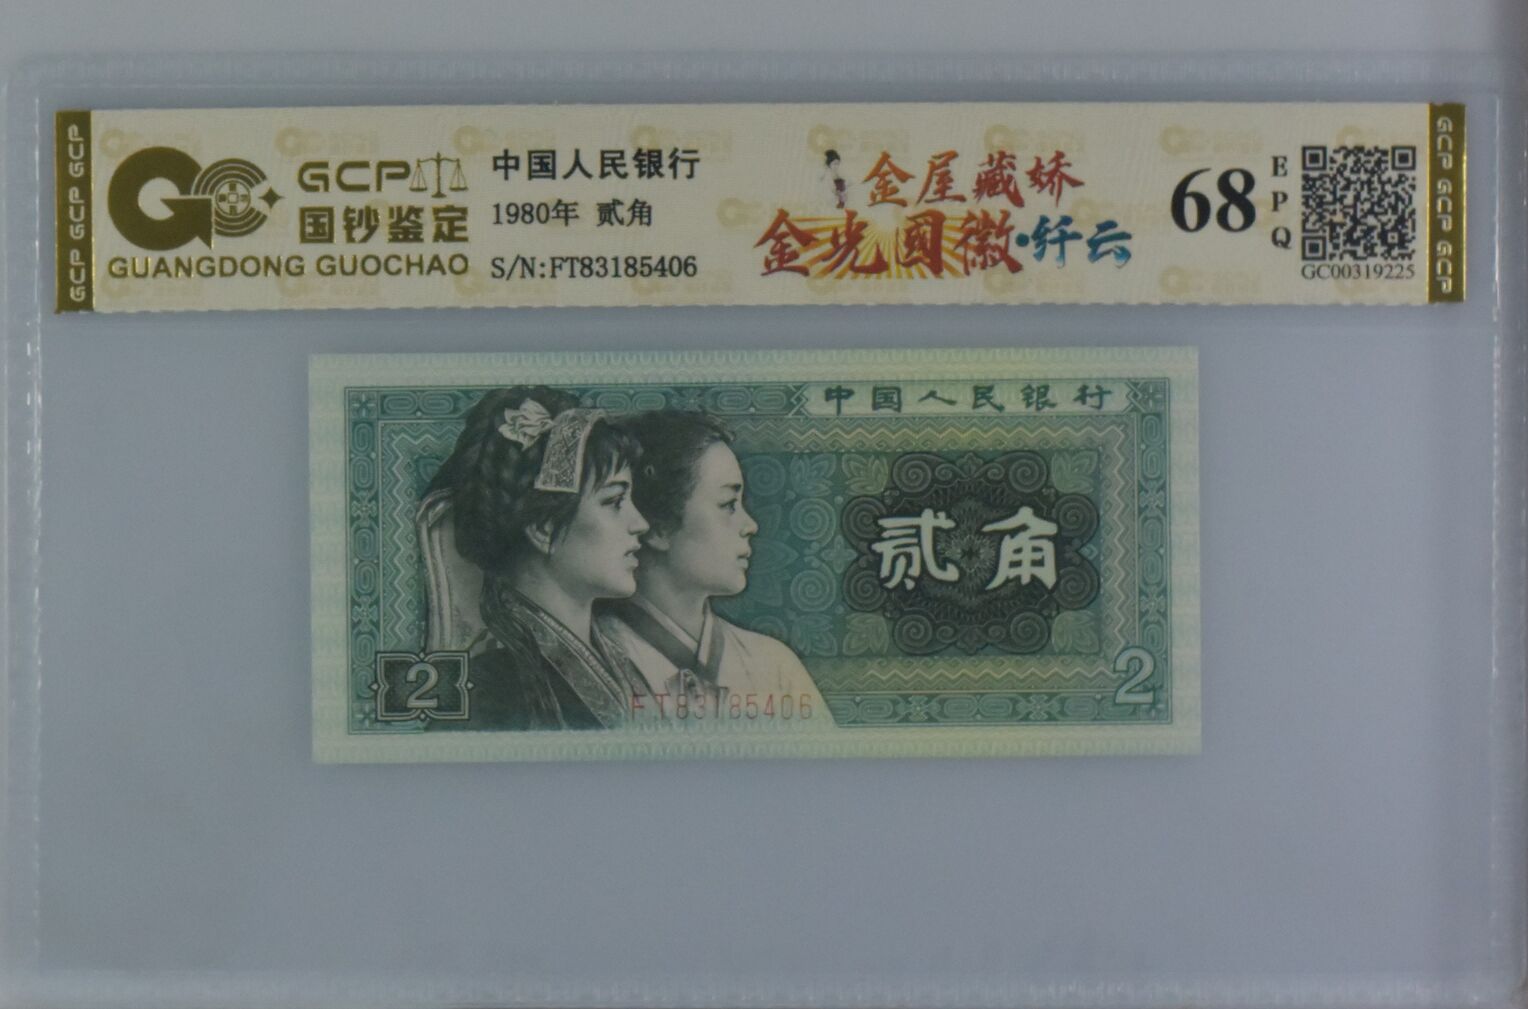 GCP GCP GCP
GCP
国钞鉴定
GUANGDONG GUOCHAO
中国人民银行
1980年 贰角
S/N:FT83185406
金屋藏娇
金光國徽·纤云
68
EPQ
GC00319225
GCP GCP GCP
中国人民银行
贰角
2
2
FT83185406